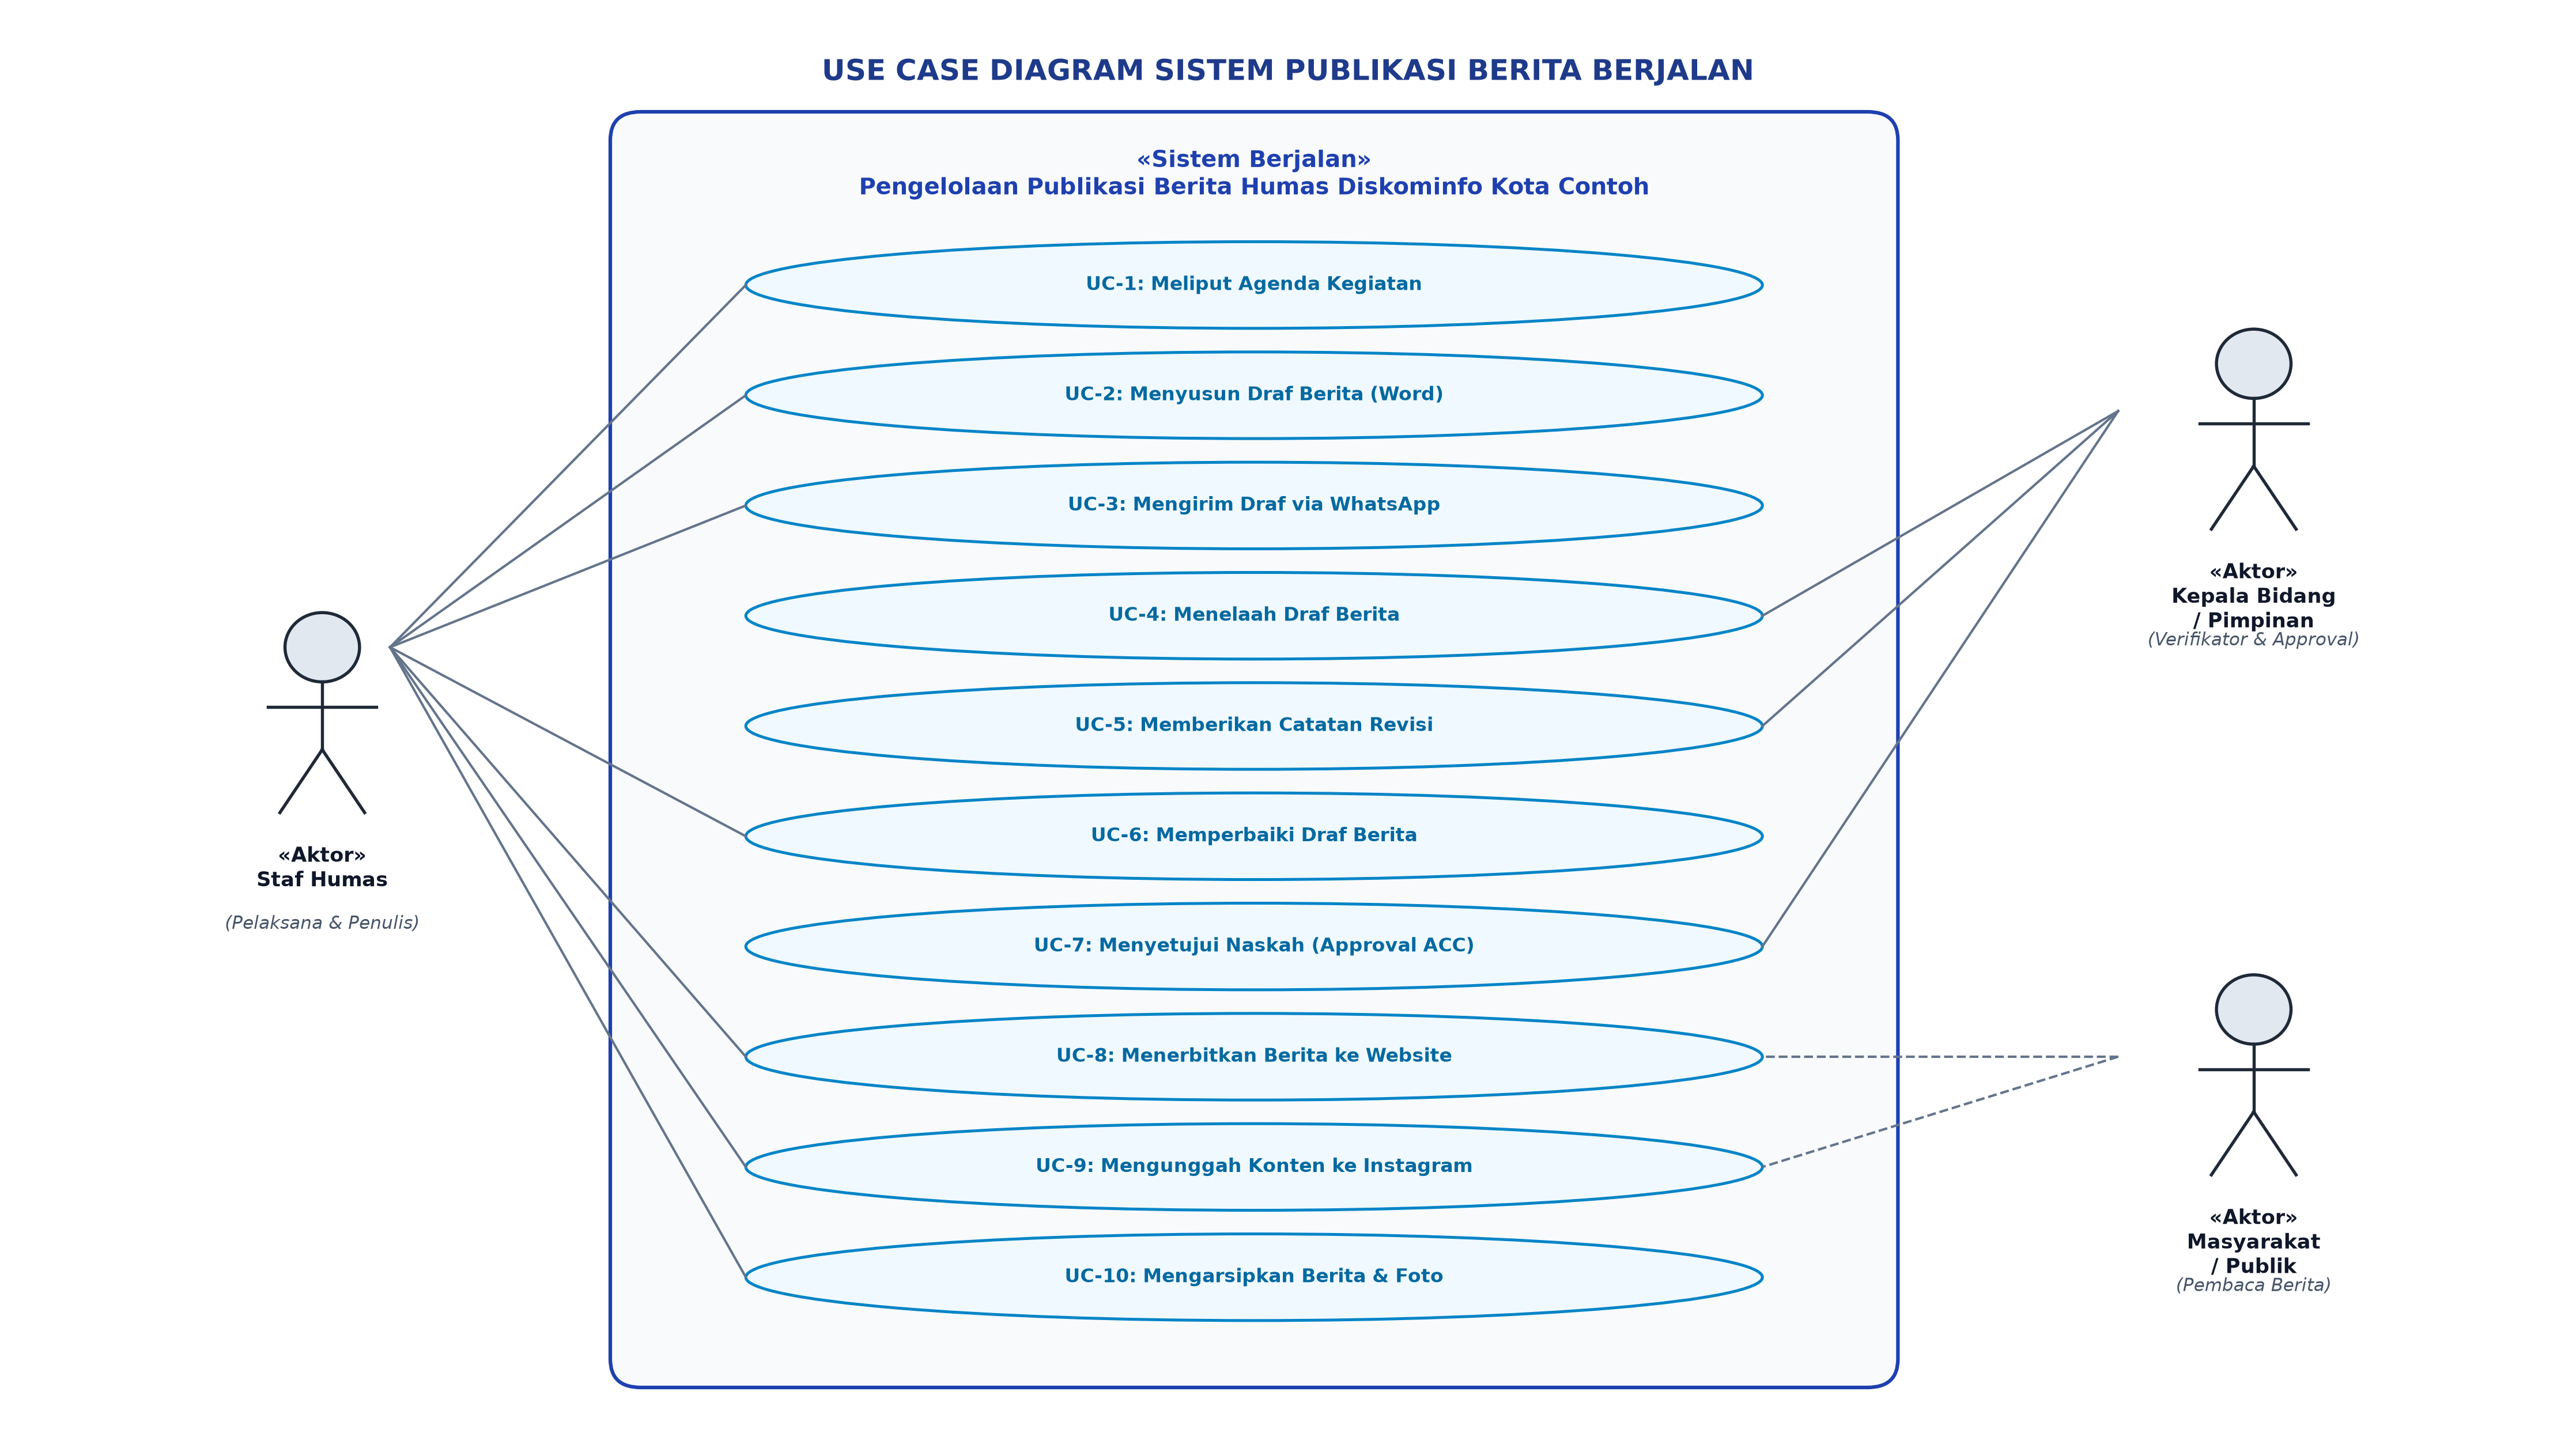 USE CASE DIAGRAM SISTEM PUBLIKASI BERITA BERJALAN
«Sistem Berjalan»
Pengelolaan Publikasi Berita Humas Diskominfo Kota Contoh
UC-1: Meliput Agenda Kegiatan
UC-2: Menyusun Draf Berita (Word)
UC-3: Mengirim Draf via WhatsApp
UC-4: Menelaah Draf Berita
UC-5: Memberikan Catatan Revisi
UC-6: Memperbaiki Draf Berita
UC-7: Menyetujui Naskah (Approval ACC)
UC-8: Menerbitkan Berita ke Website
UC-9: Mengunggah Konten ke Instagram
UC-10: Mengarsipkan Berita & Foto
«Aktor»
Staf Humas
(Pelaksana & Penulis)
«Aktor»
Kepala Bidang
/ Pimpinan
(Verifikator & Approval)
«Aktor»
Masyarakat
/ Publik
(Pembaca Berita)